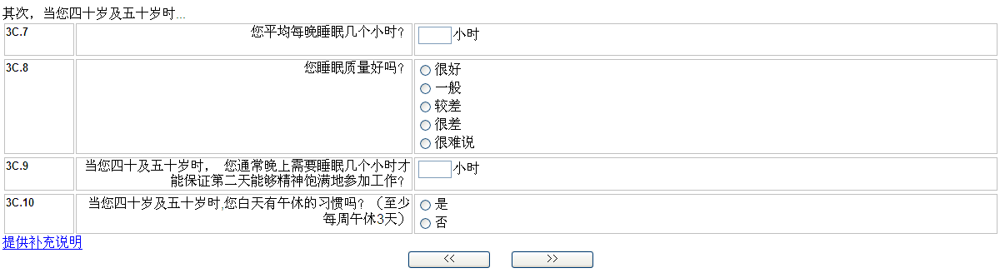 其次，当您四十岁及五十岁时...
3C.7 您平均每晚睡眠几个小时？ 小时
3C.8 您睡眠质量好吗？ 很好
一般
较差
很差
很难说
3C.9 当您四十及五十岁时， 您通常晚上需要睡眠几个小时才 小时
能保证第二天能够精神饱满地参加工作？
3C.10 当您四十岁及五十岁时,您白天有午休的习惯吗？（至少 是
每周午休3天） 否
提供补充说明
<< >>